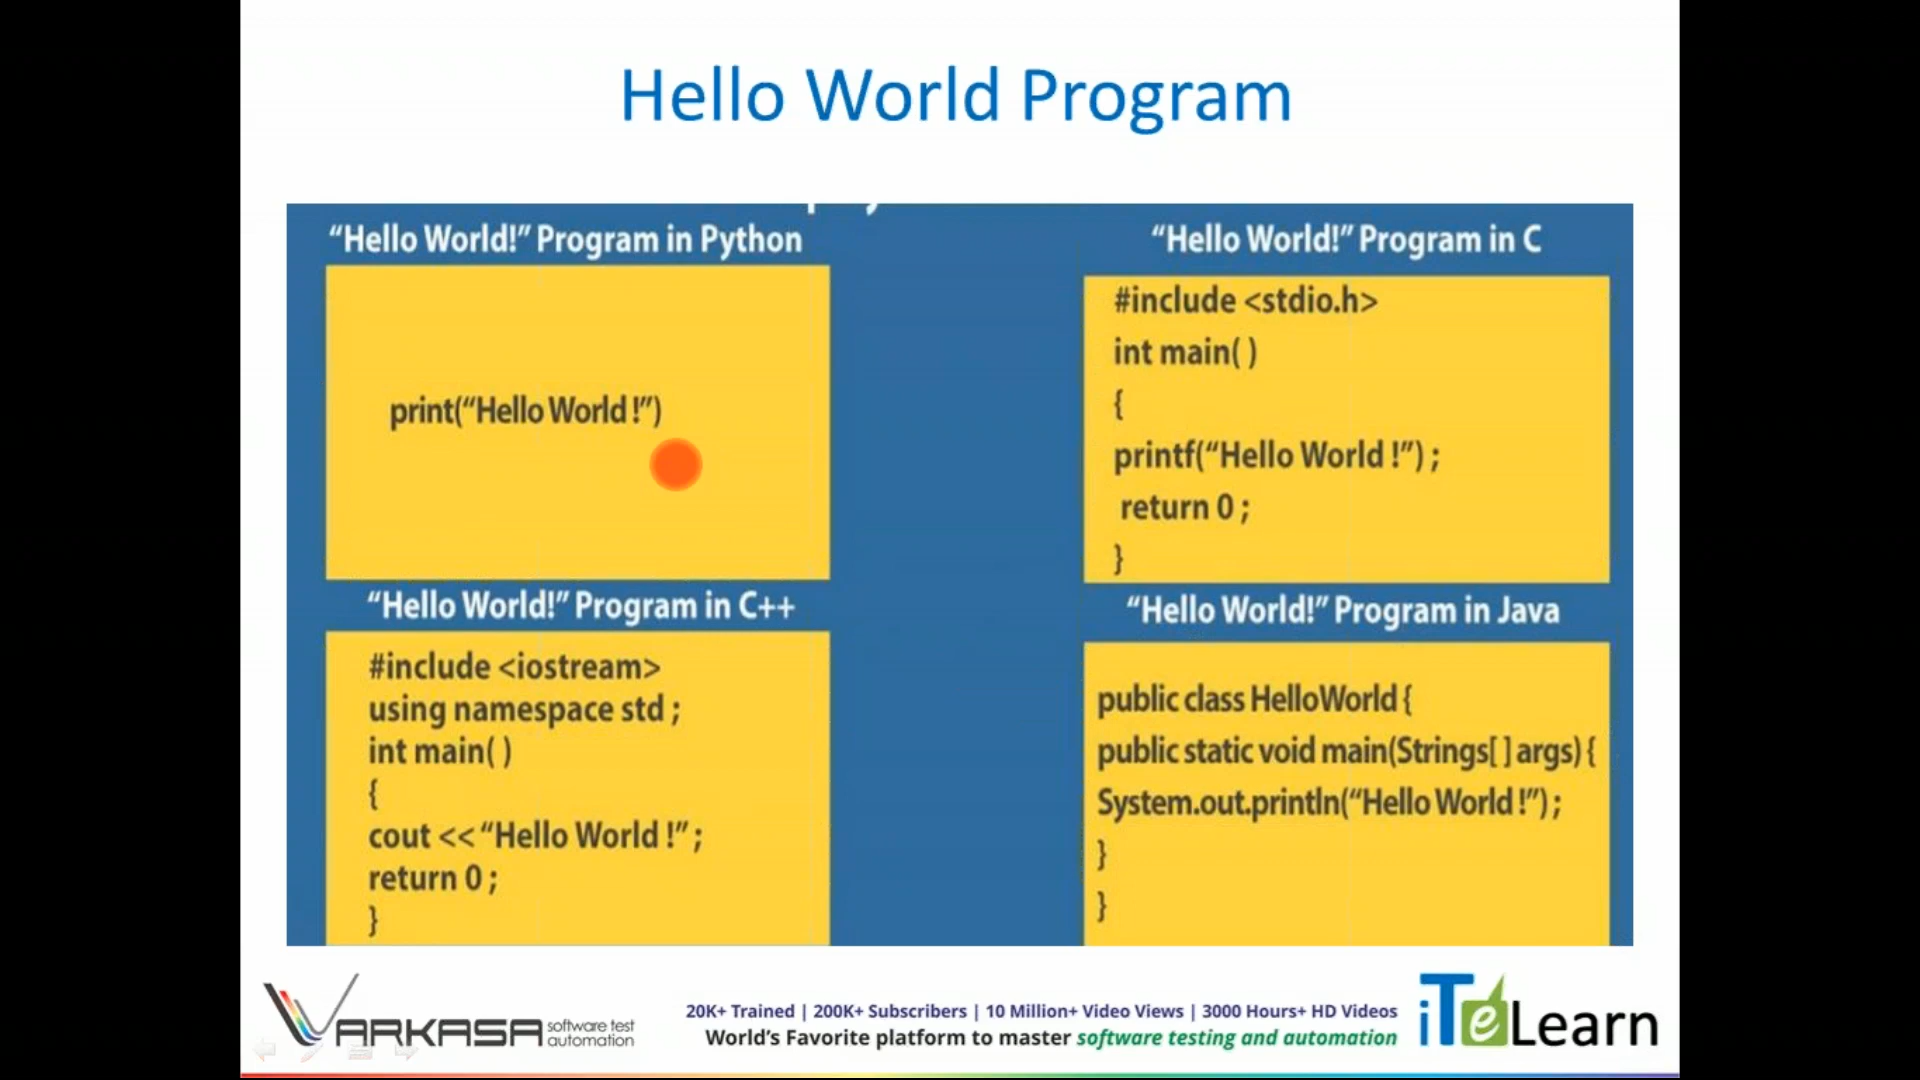 Hello World Program
“Hello World!” Program in Python
print(“Hello World !”)
“Hello World!” Program in C
#include <stdio.h>
int main( )
{
printf(“Hello World !”) ;
return 0 ;
}
“Hello World!” Program in C++
#include <iostream>
using namespace std ;
int main( )
{
cout << “Hello World !” ;
return 0 ;
}
“Hello World!” Program in Java
public class HelloWorld {
public static void main(Strings[ ] args) {
System.out.println(“Hello World !”) ;
}
}
VARKASA software test automation
20K+ Trained | 200K+ Subscribers | 10 Million+ Video Views | 3000 Hours+ HD Videos
World’s Favorite platform to master software testing and automation
iTeLearn